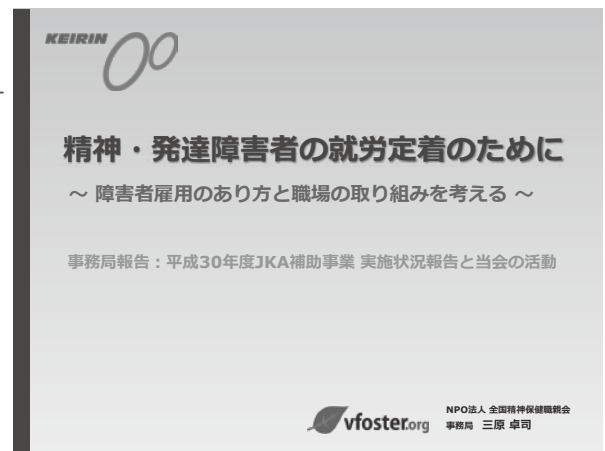 KEIRIN
精神・発達障害者の就労定着のために
～ 障害者雇用のあり方と職場の取り組みを考える ～
事務局報告：平成30年度JKA補助事業 実施状況報告と当会の活動
vfoster.org
NPO法人 全国精神保健職親会
事務局 三原 卓司